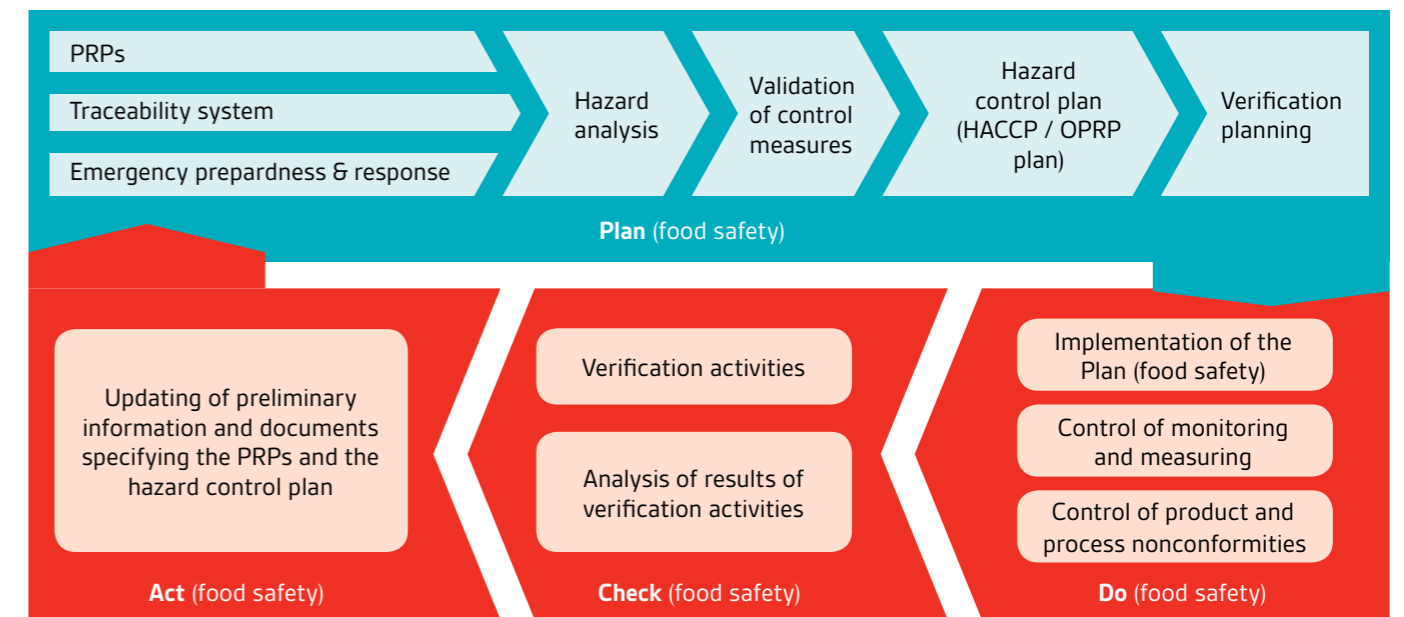 PRPs
Traceability system
Emergency prepardness & response
Hazard
analysis
Validation
of control
measures
Hazard
control plan
(HACCP / OPRP
plan)
Verification
planning
Plan (food safety)
Updating of preliminary
information and documents
specifying the PRPs and the
hazard control plan
Act (food safety)
Verification activities
Analysis of results of
verification activities
Check (food safety)
Implementation of the
Plan (food safety)
Control of monitoring
and measuring
Control of product and
process nonconformities
Do (food safety)